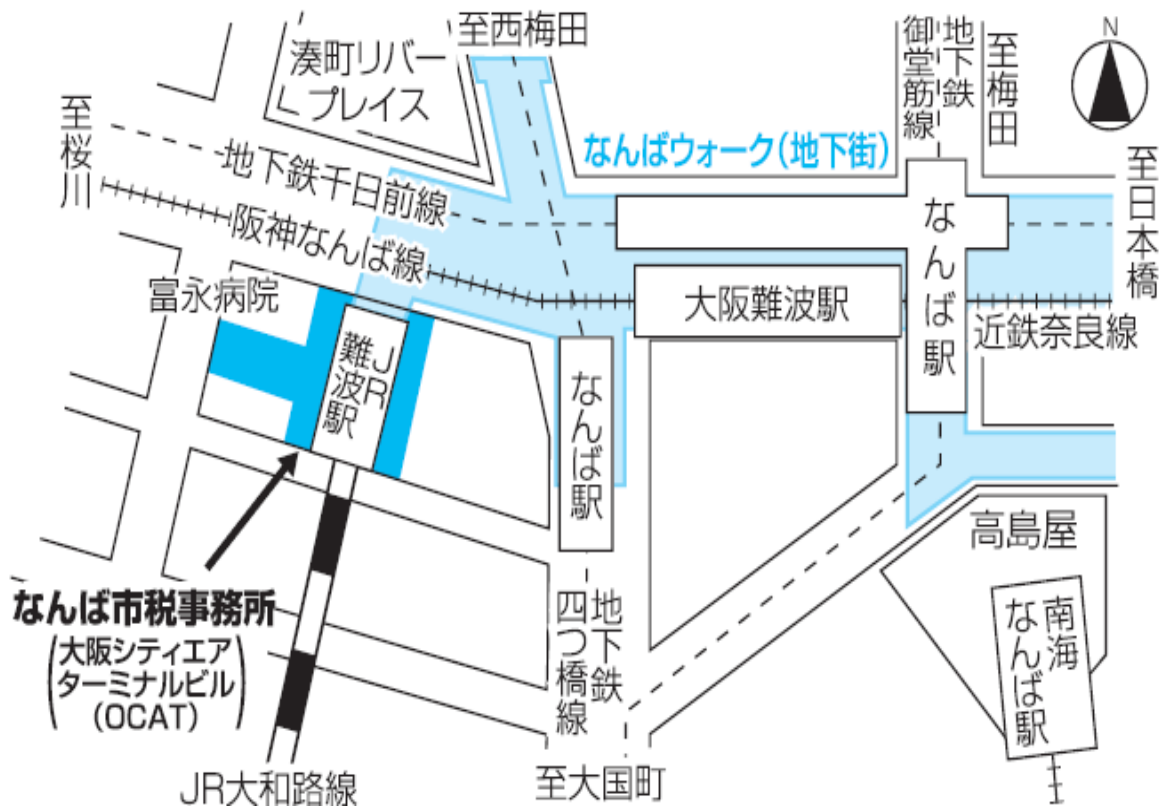 至西梅田
湊町リバー
プレイス
地下鉄
御堂筋線
至梅田
N
至桜川
なんばウォーク(地下街)
至日本橋
地下鉄千日前線
阪神なんば線
なんば駅
富永病院
大阪難波駅
近鉄奈良線
JR
難波駅
なんば駅
高島屋
なんば市税事務所
(大阪シティエア
ターミナルビル
(OCAT))
地下鉄
四つ橋線
南海
なんば駅
JR大和路線
至大国町